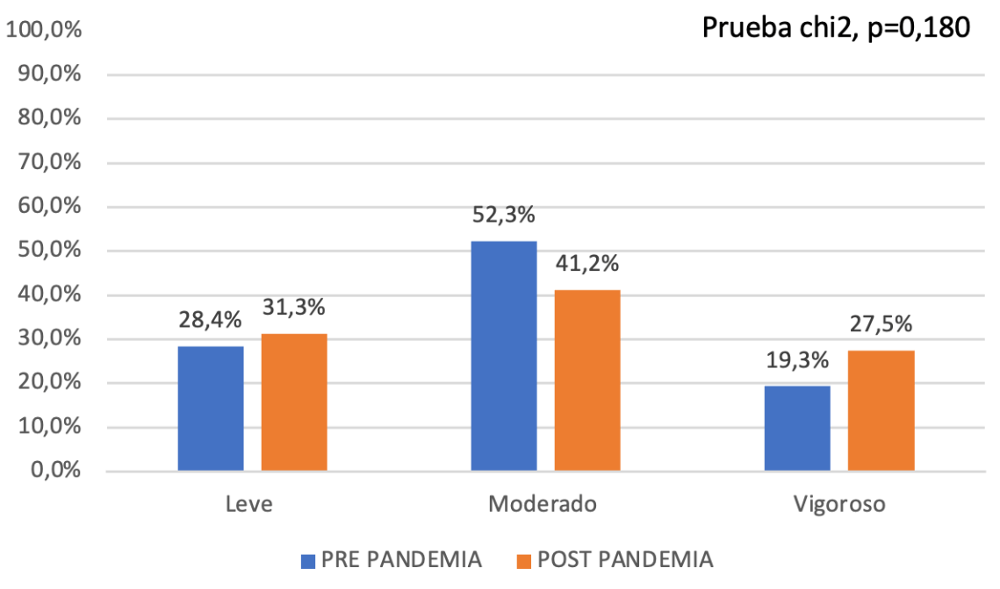 Prueba chi2, p=0,180
100,0%
90,0%
80,0%
70,0%
60,0%
50,0%
40,0%
30,0%
20,0%
10,0%
0,0%
28,4%
31,3%
52,3%
41,2%
19,3%
27,5%
Leve
Moderado
Vigoroso
PRE PANDEMIA
POST PANDEMIA